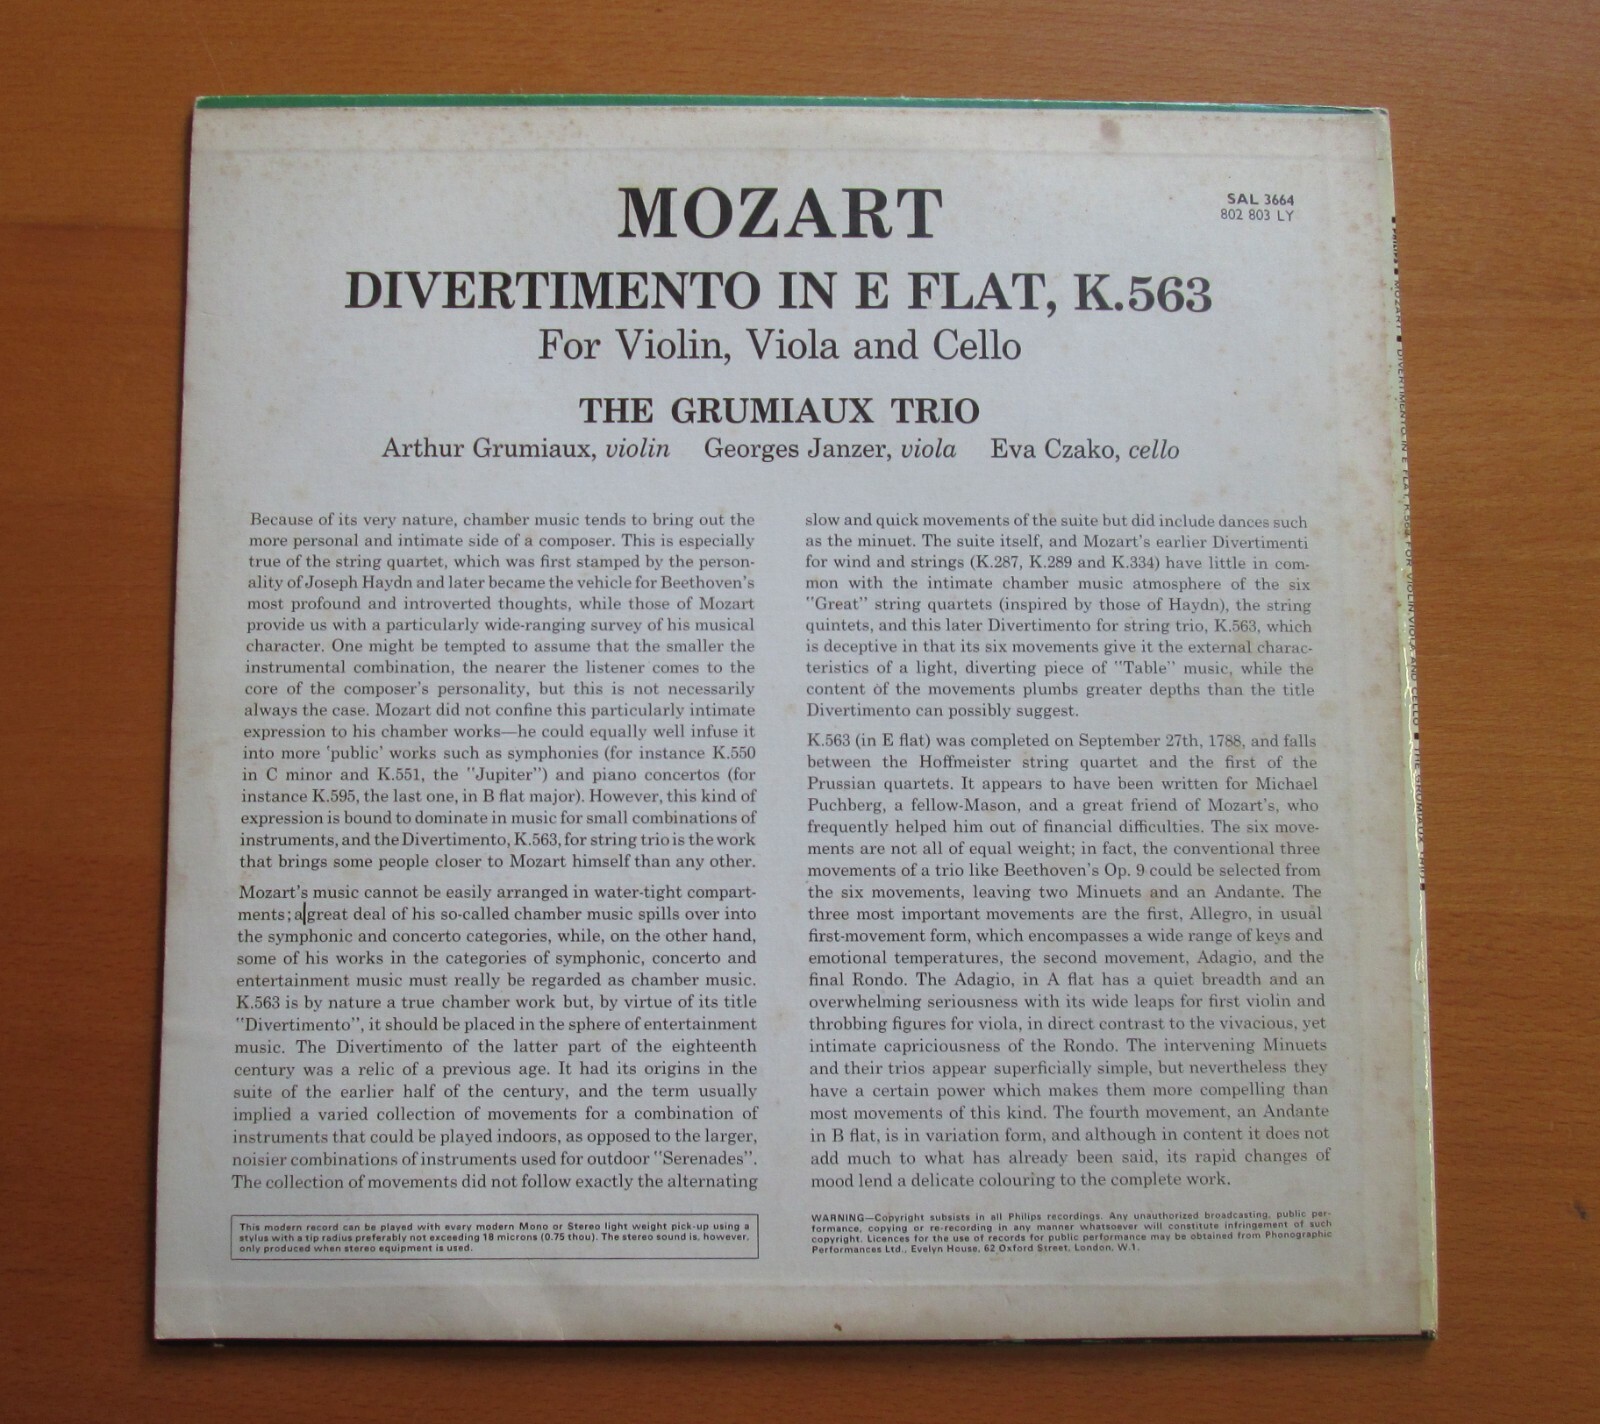 MOZART
SAL 3664
802 803 LY
DIVERTIMENTO IN E FLAT, K.563
For Violin, Viola and Cello
THE GRUMIAUX TRIO
Arthur Grumiaux, violin Georges Janzer, viola Eva Czako, cello
Because of its very nature, chamber music tends to bring out the
more personal and intimate side of a composer. This is especially
true of the string quartet, which was first stamped by the person-
ality of Joseph Haydn and later became the vehicle for Beethoven's
most profound and introverted thoughts, while those of Mozart
provide us with a particularly wide-ranging survey of his musical
character. One might be tempted to assume that the smaller the
instrumental combination, the nearer the listener comes to the
core of the composer's personality, but this is not necessarily
always the case. Mozart did not confine this particularly intimate
expression to his chamber works—he could equally well infuse it
into more 'public' works such as symphonies (for instance K.550
in C minor and K.551, the "Jupiter") and piano concertos (for
instance K.595, the last one, in B flat major). However, this kind of
expression is bound to dominate in music for small combinations of
instruments, and the Divertimento, K.563, for string trio is the work
that brings some people closer to Mozart himself than any other.
Mozart's music cannot be easily arranged in water-tight compart-
ments; a great deal of his so-called chamber music spills over into
the symphonic and concerto categories, while, on the other hand,
some of his works in the categories of symphonic, concerto and
entertainment music must really be regarded as chamber music.
K.563 is by nature a true chamber work but, by virtue of its title
"Divertimento", it should be placed in the sphere of entertainment
music. The Divertimento of the latter part of the eighteenth
century was a relic of a previous age. It had its origins in the
suite of the earlier half of the century, and the term usually
implied a varied collection of movements for a combination of
instruments that could be played indoors, as opposed to the larger,
noisier combinations of instruments used for outdoor "Serenades".
The collection of movements did not follow exactly the alternating
slow and quick movements of the suite but did include dances such
as the minuet. The suite itself, and Mozart's earlier Divertimenti
for wind and strings (K.287, K.289 and K.334) have little in com-
mon with the intimate chamber music atmosphere of the six
"Great" string quartets (inspired by those of Haydn), the string
quintets, and this later Divertimento for string trio, K.563, which
is deceptive in that its six movements give it the external charac-
teristics of a light, diverting piece of "Table" music, while the
content of the movements plumbs greater depths than the title
Divertimento can possibly suggest.
K.563 (in E flat) was completed on September 27th, 1788, and falls
between the Hoffmeister string quartet and the first of the
Prussian quartets. It appears to have been written for Michael
Puchberg, a fellow-Mason, and a great friend of Mozart's, who
frequently helped him out of financial difficulties. The six move-
ments are not all of equal weight; in fact, the conventional three
movements of a trio like Beethoven's Op. 9 could be selected from
the six movements, leaving two Minuets and an Andante. The
three most important movements are the first, Allegro, in usual
first-movement form, which encompasses a wide range of keys and
emotional temperatures, the second movement, Adagio, and the
final Rondo. The Adagio, in A flat has a quiet breadth and an
overwhelming seriousness with its wide leaps for first violin and
throbbing figures for viola, in direct contrast to the vivacious, yet
intimate capriciousness of the Rondo. The intervening Minuets
and their trios appear superficially simple, but nevertheless they
have a certain power which makes them more compelling than
most movements of this kind. The fourth movement, an Andante
in B flat, is in variation form, and although in content it does not
add much to what has already been said, its rapid changes of
mood lend a delicate colouring to the complete work.
This modern record can be played with every modern Mono or Stereo light weight pick-up using a
stylus with a tip radius preferably not exceeding 18 microns (0.75 thou). The stereo sound is, however,
only produced when stereo equipment is used.
WARNING—Copyright subsists in all Philips recordings. Any unauthorized broadcasting, public per-
formance, copying or re-recording in any manner whatsoever will constitute infringement of such
copyright. Licences for the use of records for public performance may be obtained from Phonographic
Performances Ltd., Evelyn House, 62 Oxford Street, London, W.1.
MOZART ■ DIVERTIMENTO IN E FLAT, K.563 FOR VIOLIN, VIOLA AND CELLO ■ THE GRUMIAUX TRIO